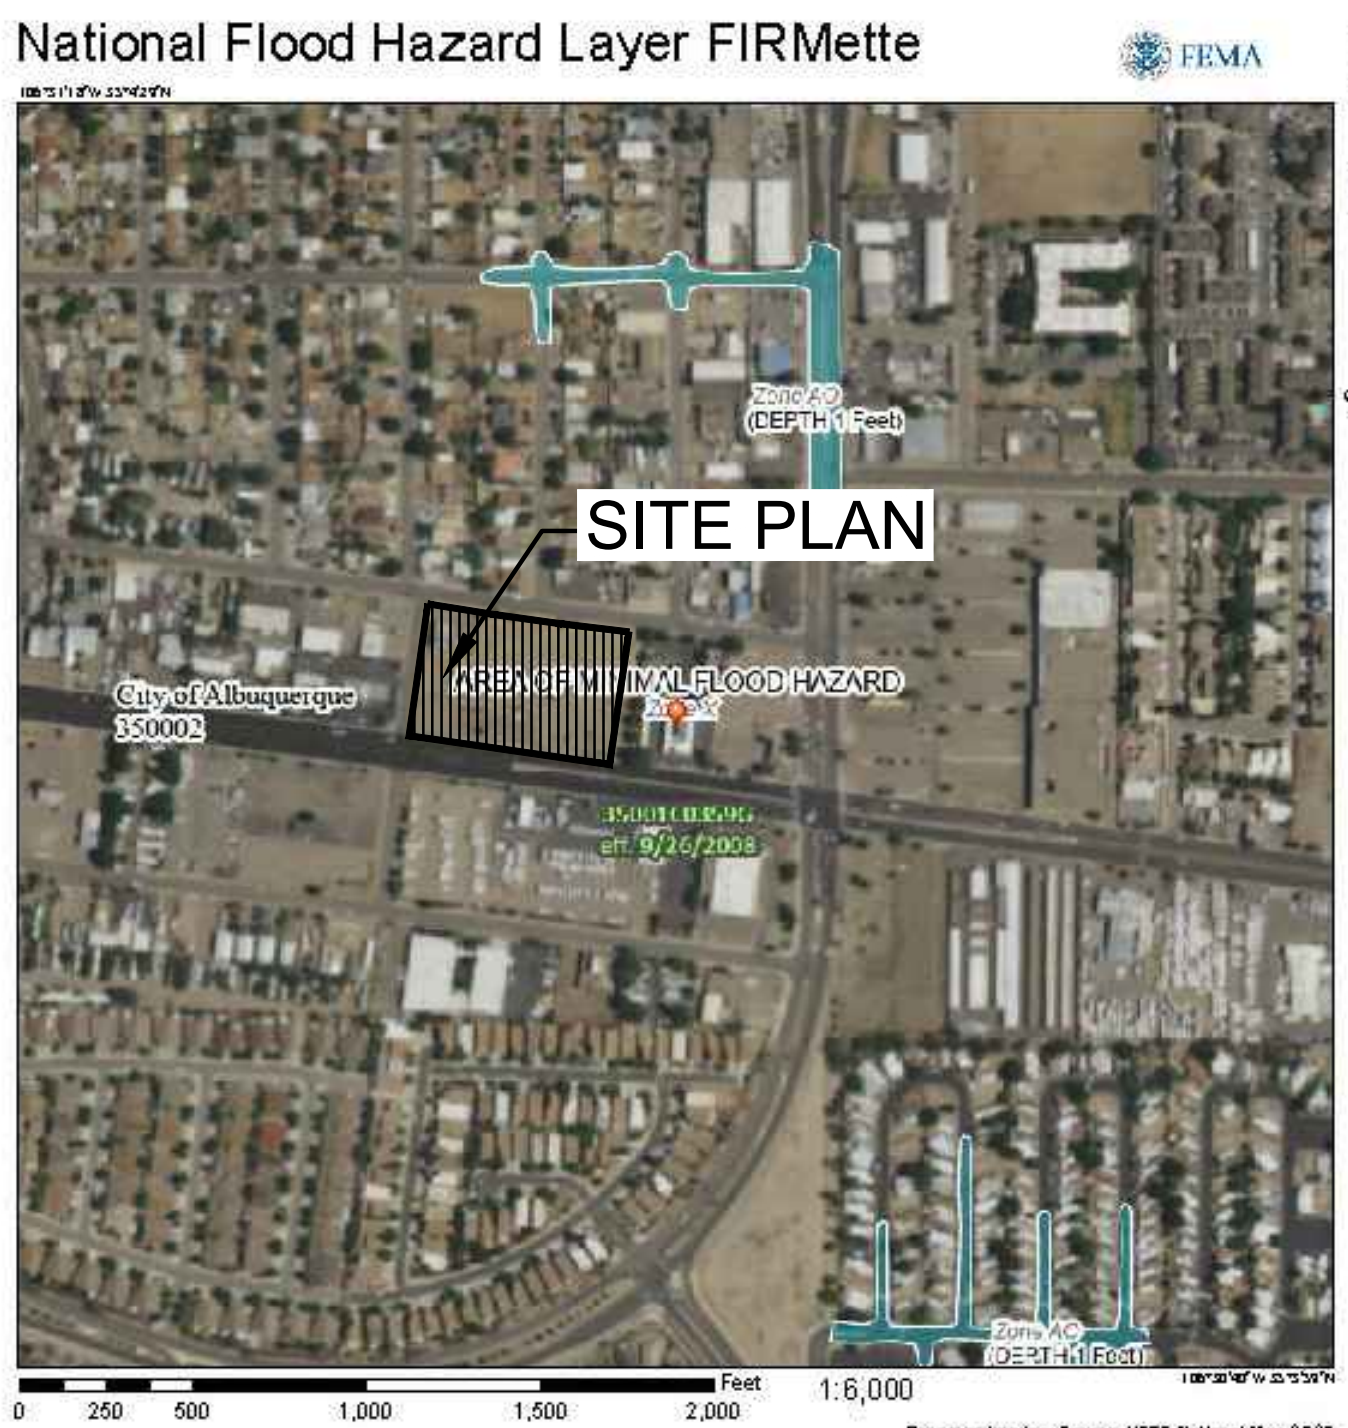 National Flood Hazard Layer FIRMette
FEMA
Zone AO
(DEPTH 1 Feet)
SITE PLAN
AREA OF MINIMAL FLOOD HAZARD
City of Albuquerque
350002
eff. 9/26/2008
Zone AO
(DEPTH 1 Feet)
Feet
1:6,000
0 250 500 1,000 1,500 2,000